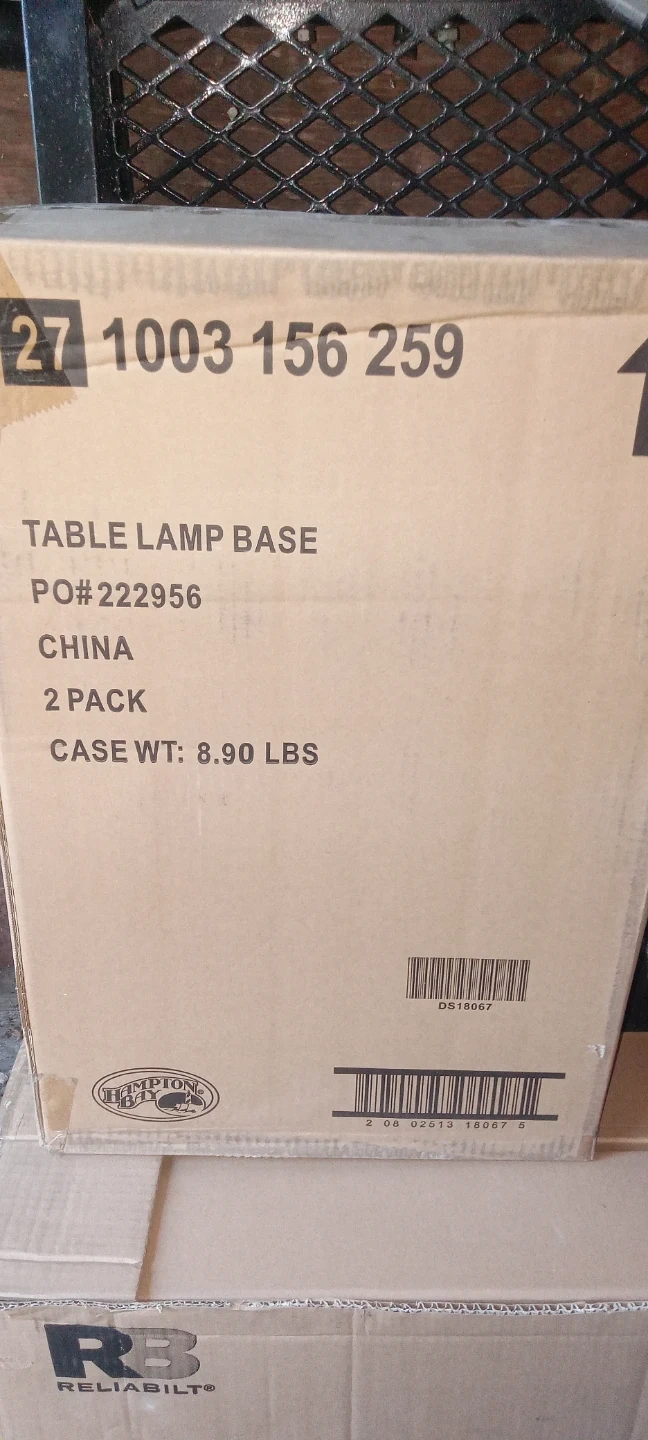 27 1003 156 259
TABLE LAMP BASE
PO#222956
CHINA
2 PACK
CASE WT: 8.90 LBS
DS18067
HAMPTON
BAY®
2 08 02513 18067 5
RB
RELIABILT®